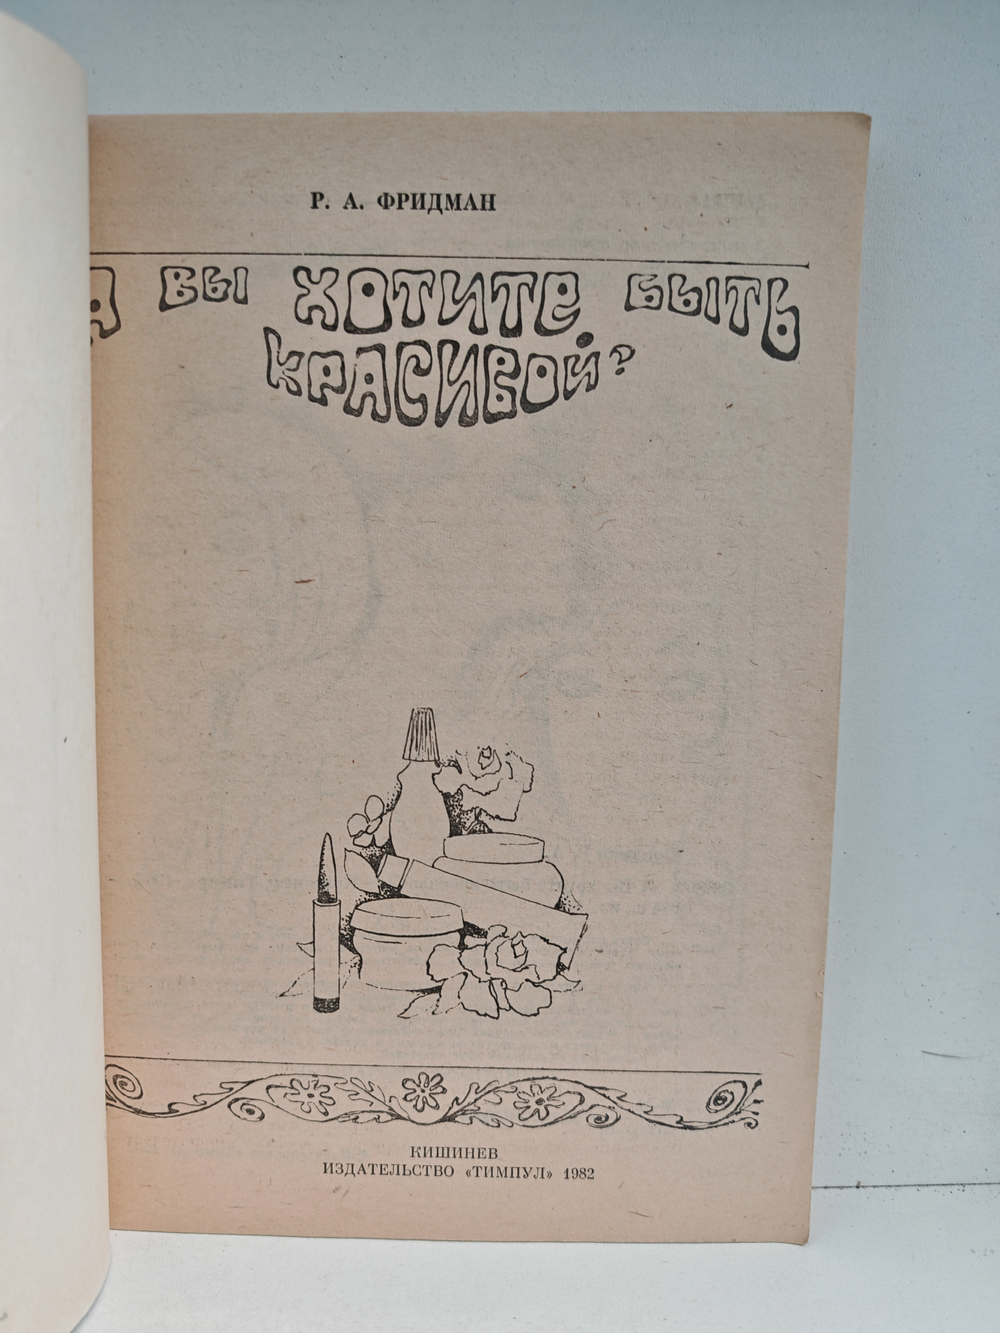 Р. А. ФРИДМАН
А ВЫ ХОТИТЕ БЫТЬ
КРАСИВОЙ?
КИШИНЕВ
ИЗДАТЕЛЬСТВО «ТИМПУЛ» 1982